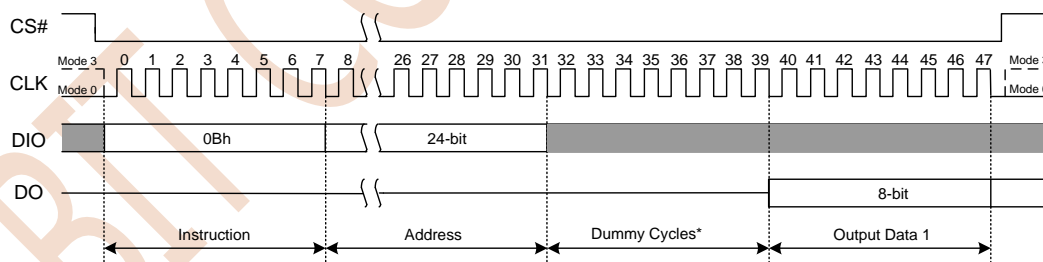 CS#
Mode 3 0 1 2 3 4 5 6 7 8 26 27 28 29 30 31 32 33 34 35 36 37 38 39 40 41 42 43 44 45 46 47 Mode
CLK
Mode 0 Mode
DIO 0Bh 24-bit
DO 8-bit
Instruction Address Dummy Cycles* Output Data 1